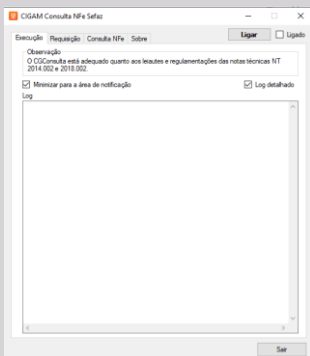 CIGAM Consulta NFe Sefaz
Execução Requisição Consulta NFe Sobre Ligar Ligado
Observação
O CGConsulta está adequado quanto aos leiautes e regulamentações das notas técnicas NT
2014.002 e 2018.002.
Minimizar para a área de notificação Log detalhado
Log
Sair